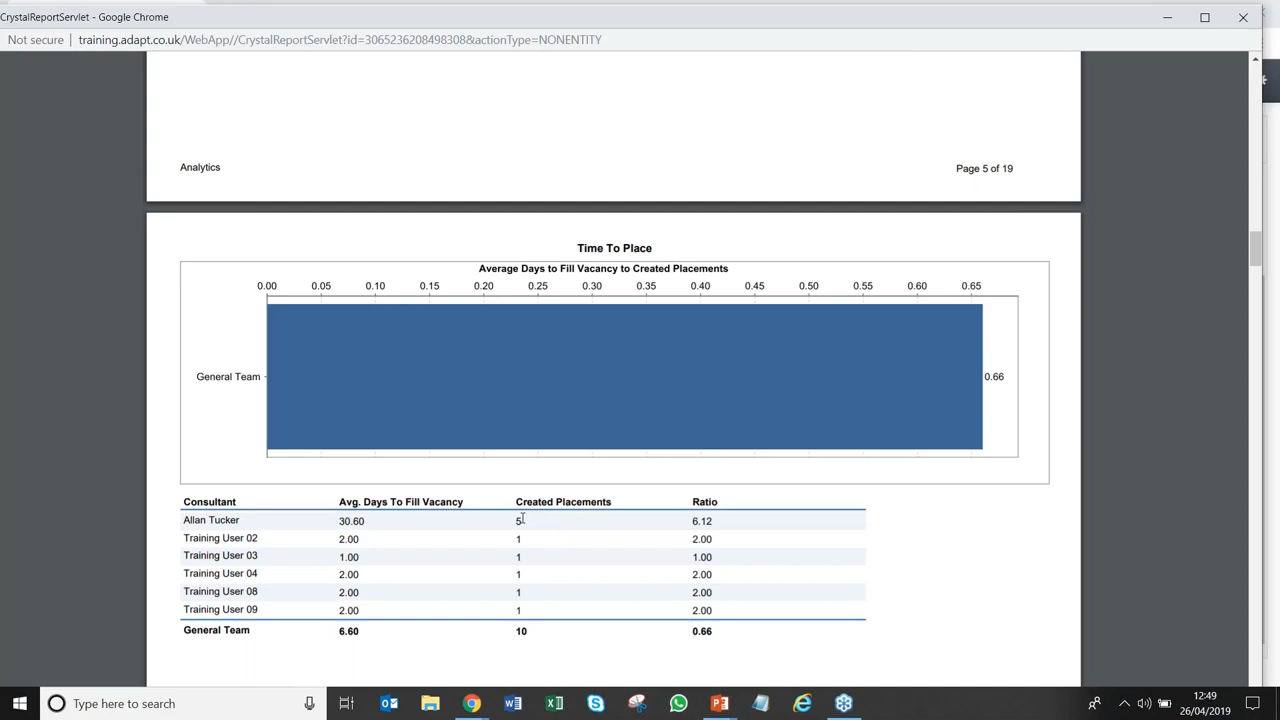 CrystalReportServlet - Google Chrome
Not secure | training.adapt.co.uk/WebApp//CrystalReportServlet?id=30652362084983088&actionType=NONENTITY
Analytics Page 5 of 19
Time To Place
Average Days to Fill Vacancy to Created Placements
0.00 0.05 0.10 0.15 0.20 0.25 0.30 0.35 0.40 0.45 0.50 0.55 0.60 0.65
General Team 0.66
Consultant Avg. Days To Fill Vacancy Created Placements Ratio
Allan Tucker 30.60 5 6.12
Training User 02 2.00 1 2.00
Training User 03 1.00 1 1.00
Training User 04 2.00 1 2.00
Training User 08 2.00 1 2.00
Training User 09 2.00 1 2.00
General Team 6.60 10 0.66
Type here to search
12:49
26/04/2019